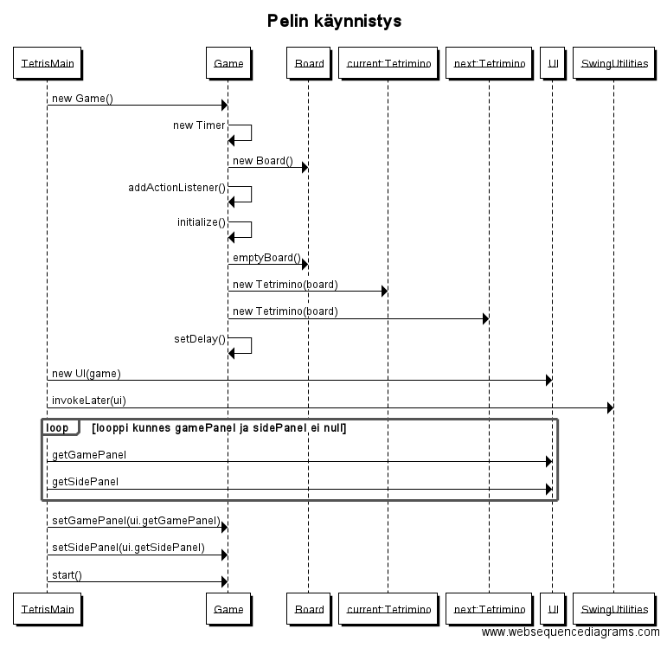 Pelin käynnistys
TetrisMain Game Board current:Tetrimino next:Tetrimino UI SwingUtilities
new Game()
new Timer
new Board()
addActionListener()
initialize()
emptyBoard()
new Tetrimino(board)
new Tetrimino(board)
setDelay()
new UI(game)
invokeLater(ui)
loop [looppi kunnes gamePanel ja sidePanel ei null]
getGamePanel
getSidePanel
setGamePanel(ui.getGamePanel)
setSidePanel(ui.getSidePanel)
start()
TetrisMain Game Board current:Tetrimino next:Tetrimino UI SwingUtilities
www.websequencediagrams.com